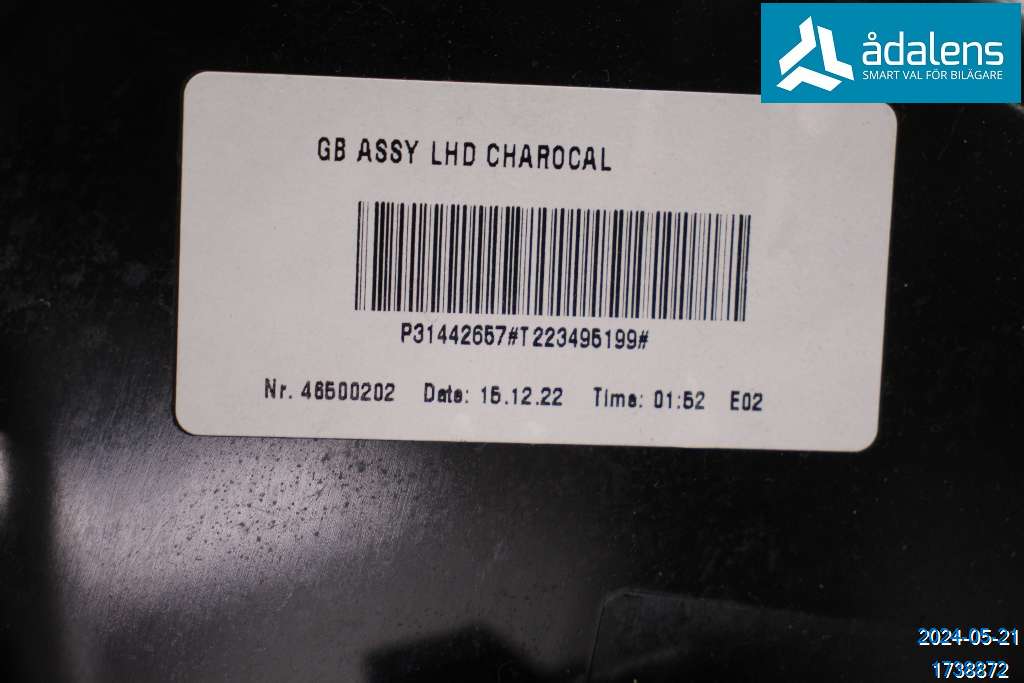 ådalens
SMART VAL FÖR BILÄGARE
GB ASSY LHD CHAROCAL
P31442657#T223495199#
Nr. 46500202 Date: 15.12.22 Time: 01:52 E02
2024-05-21
1738872